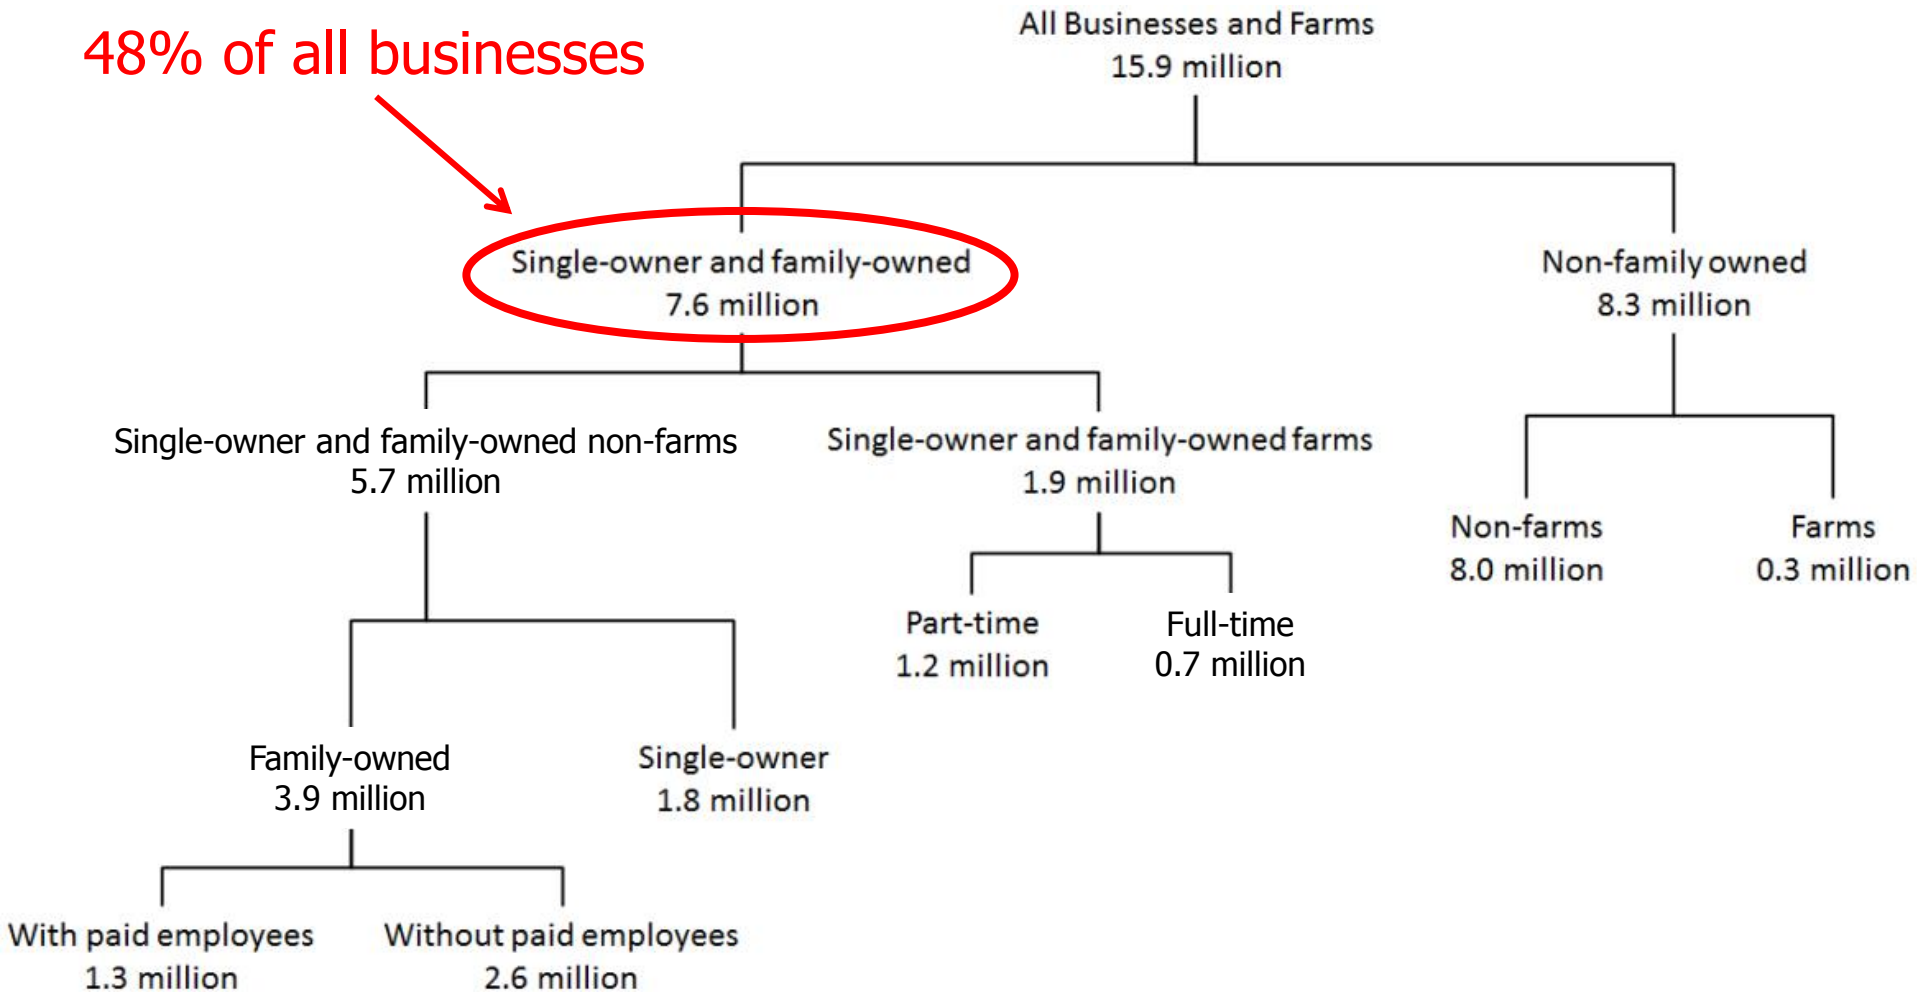 48% of all businesses
All Businesses and Farms
15.9 million
Single-owner and family-owned
7.6 million
Non-family owned
8.3 million
Single-owner and family-owned non-farms
5.7 million
Single-owner and family-owned farms
1.9 million
Non-farms
8.0 million
Farms
0.3 million
Part-time
1.2 million
Full-time
0.7 million
Family-owned
3.9 million
Single-owner
1.8 million
With paid employees
1.3 million
Without paid employees
2.6 million